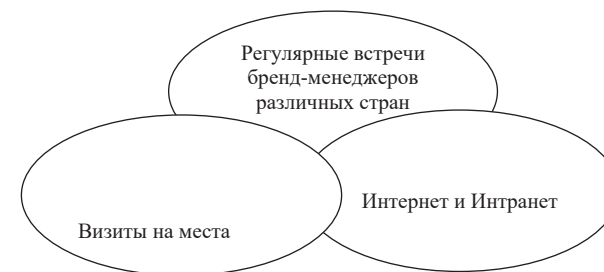 Регулярные встречи
бренд-менеджеров
различных стран
Интернет и Интранет
Визиты на места